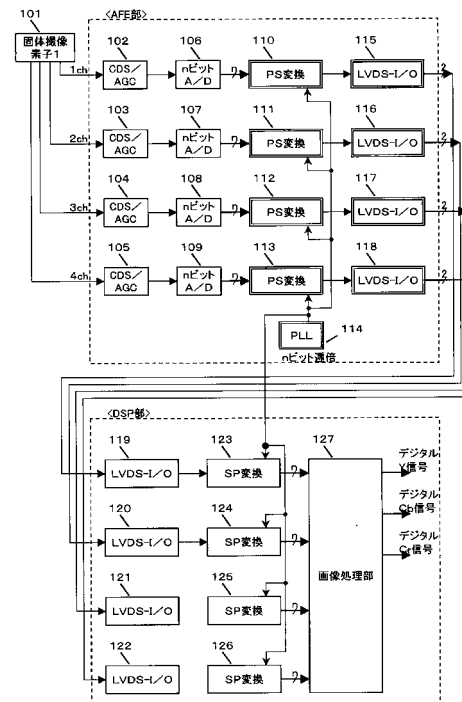 101
<AFE部>
固体撮像
素子1
102
106
110
115
1ch
CDS/
AGC
nビット
A/D
n
PS変換
LVDS-I/O
2
103
107
111
116
2ch
CDS/
AGC
nビット
A/D
n
PS変換
LVDS-I/O
2
104
108
112
117
3ch
CDS/
AGC
nビット
A/D
n
PS変換
LVDS-I/O
2
105
109
113
118
4ch
CDS/
AGC
nビット
A/D
n
PS変換
LVDS-I/O
2
PLL
114
nビット逓倍
<DSP部>
119
123
127
LVDS-I/O
SP変換
n
デジタル
Y信号
120
124
LVDS-I/O
SP変換
n
デジタル
Cb信号
デジタル
Cr信号
画像処理部
121
125
LVDS-I/O
SP変換
n
122
126
LVDS-I/O
SP変換
n